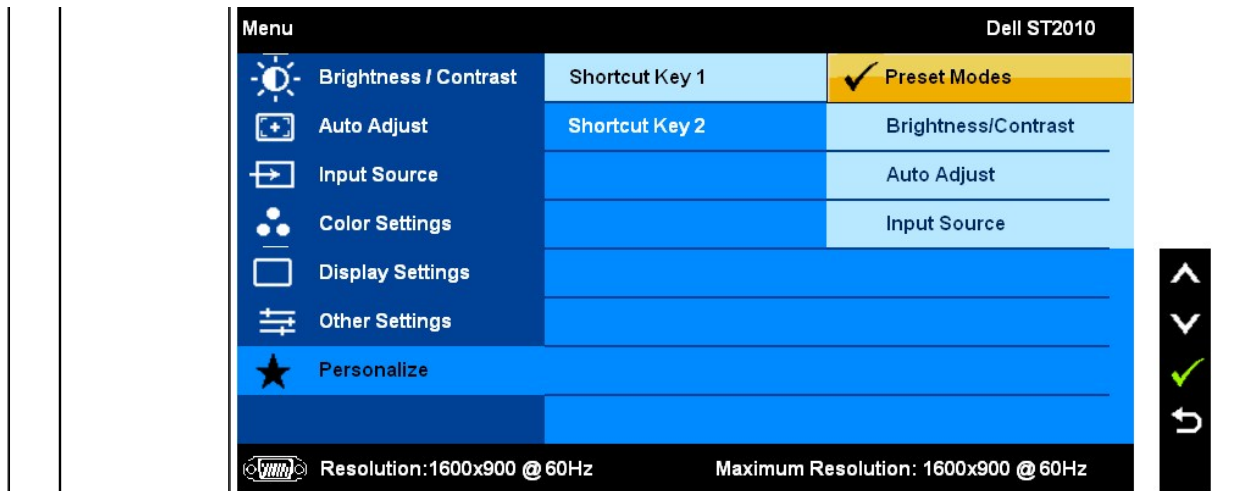 Menu Dell ST2010
Brightness / Contrast Shortcut Key 1 Preset Modes
Auto Adjust Shortcut Key 2 Brightness/Contrast
Input Source Auto Adjust
Color Settings Input Source
Display Settings
Other Settings
Personalize
Resolution:1600x900 @60Hz Maximum Resolution: 1600x900 @60Hz